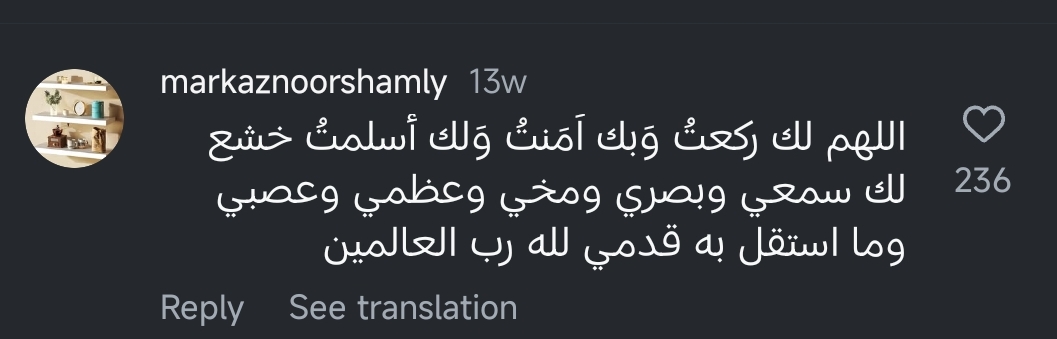 markaznoorshamly 13w
اللهم لك ركعتُ وَبك اَمَنتُ وَلك أسلمتُ خشع
لك سمعي وبصري ومخي وعظمي وعصبي
وما استقل به قدمي لله رب العالمين
236
Reply See translation